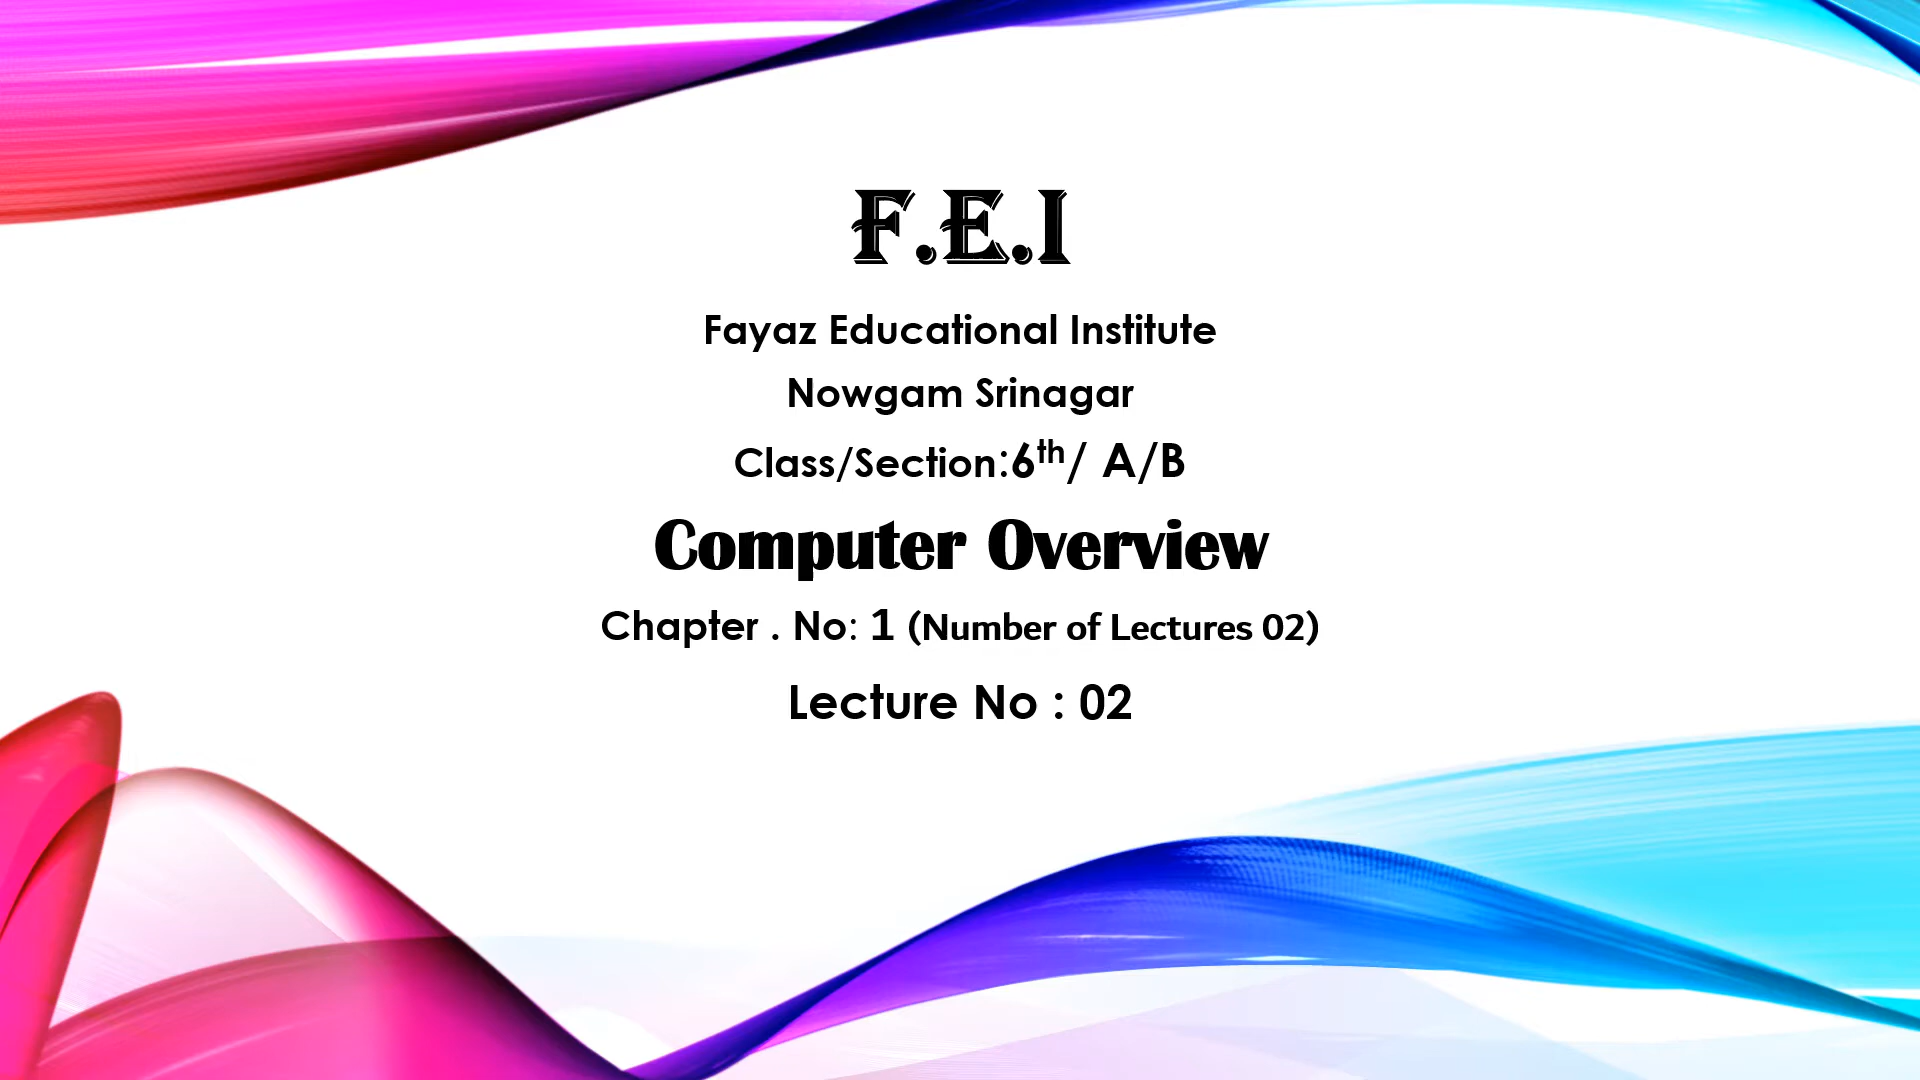 F.E.I
Fayaz Educational Institute
Nowgam Srinagar
Class/Section:6th/ A/B
Computer Overview
Chapter . No: 1 (Number of Lectures 02)
Lecture No : 02